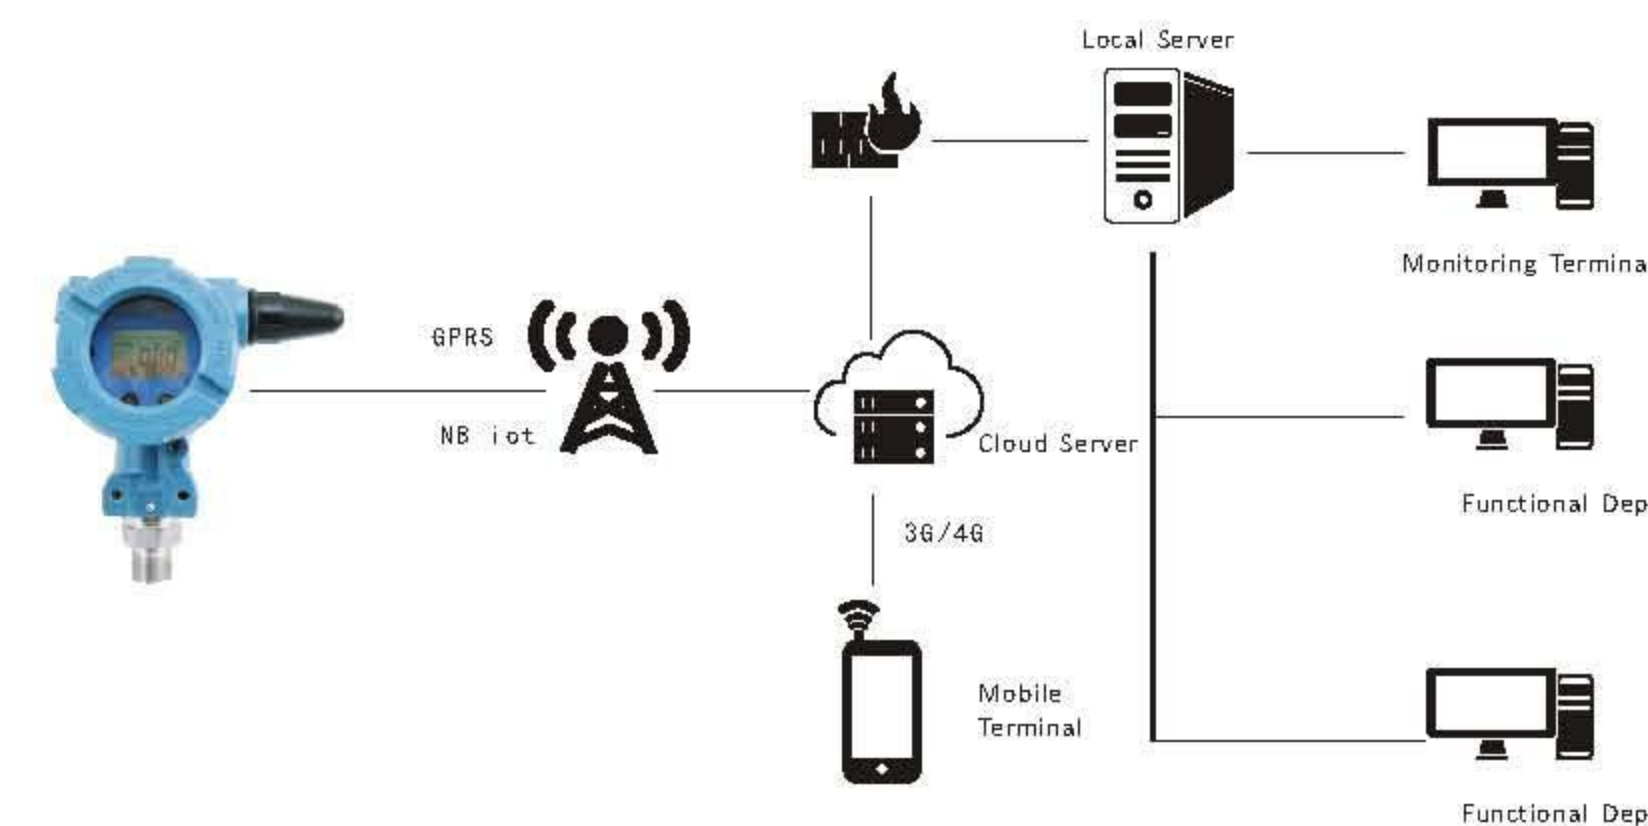 Local Server
Monitoring Termina
GPRS
NB iot
Cloud Server
Functional Dep
3G/4G
Mobile
Terminal
Functional Dep